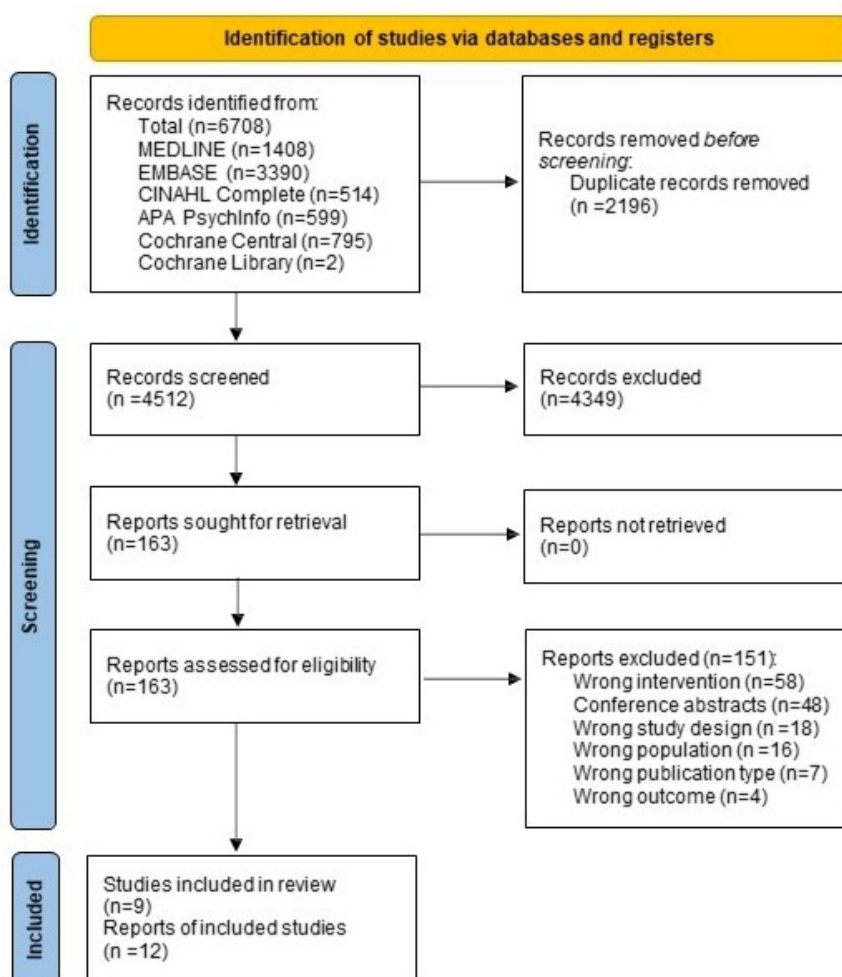 Identification of studies via databases and registers
Identification
Records identified from:
Total (n=6708)
MEDLINE (n=1408)
EMBASE (n=3390)
CINAHL Complete (n=514)
APA PsychInfo (n=599)
Cochrane Central (n=795)
Cochrane Library (n=2)
Records removed before
screening:
Duplicate records removed
(n =2196)
Screening
Records screened
(n =4512)
Records excluded
(n=4349)
Reports sought for retrieval
(n=163)
Reports not retrieved
(n=0)
Reports assessed for eligibility
(n=163)
Reports excluded (n=151):
Wrong intervention (n=58)
Conference abstracts (n=48)
Wrong study design (n =18)
Wrong population (n =16)
Wrong publication type (n=7)
Wrong outcome (n=4)
Included
Studies included in review
(n=9)
Reports of included studies
(n =12)